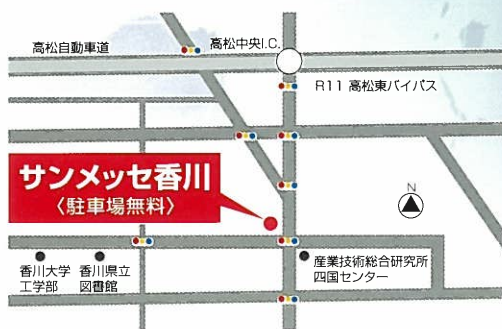 高松自動車道
高松中央I.C.
R11 高松東バイパス
サンメッセ香川
〈駐車場無料〉
N
香川大学
工学部
香川県立
図書館
産業技術総合研究所
四国センター